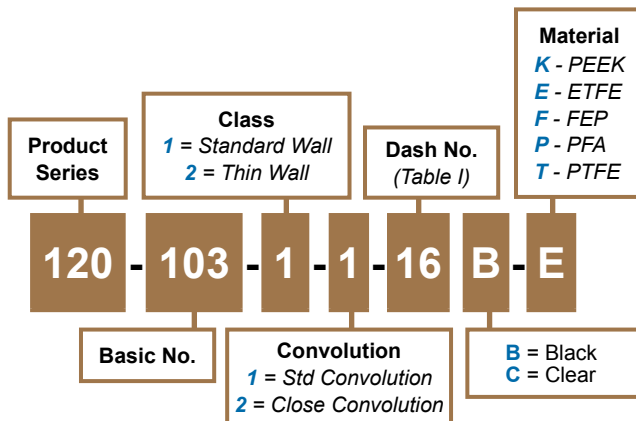 Material
K - PEEK
E - ETFE
F - FEP
P - PFA
T - PTFE
Class
1 = Standard Wall
2 = Thin Wall
Product
Series
Dash No.
(Table I)
120 - 103 - 1 - 1 - 16 B - E
Basic No.
Convolution
1 = Std Convolution
2 = Close Convolution
B = Black
C = Clear